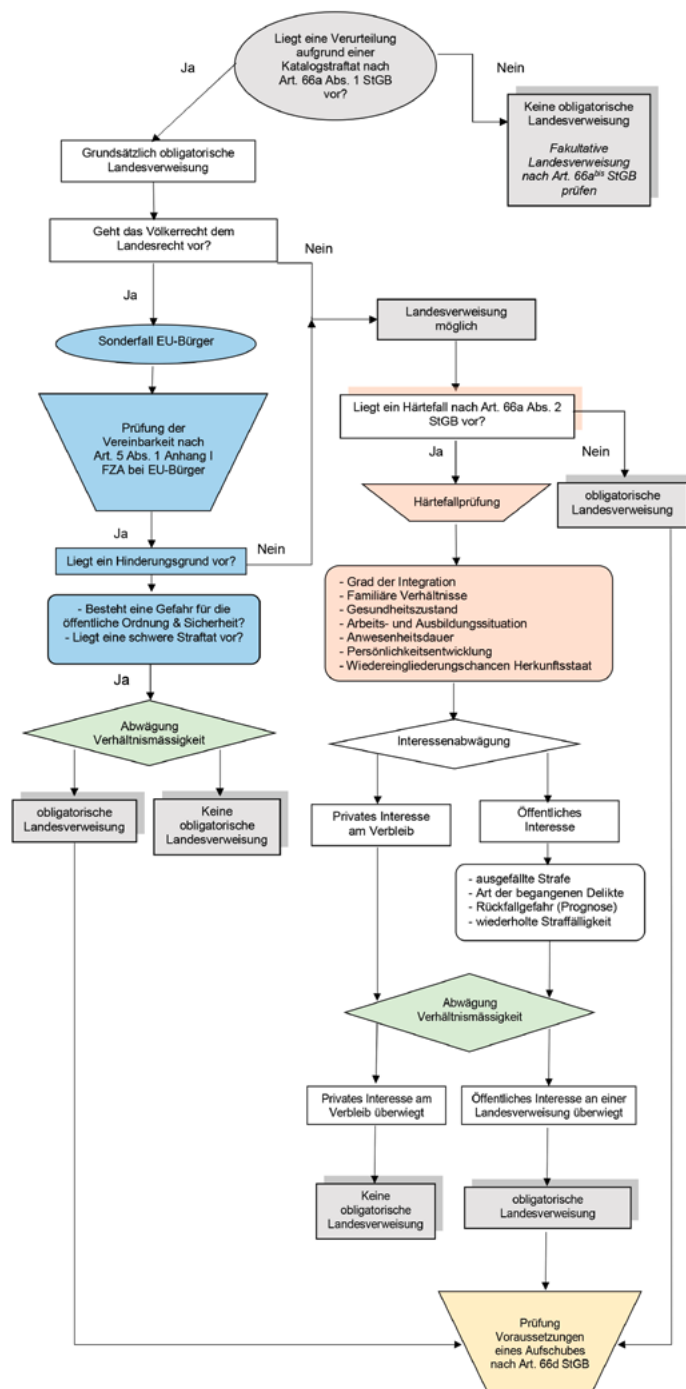 Liegt eine Verurteilung
aufgrund einer
Katalogstraftat nach
Art. 66a Abs. 1 StGB
vor?
Ja
Nein
Keine obligatorische
Landesverweisung
Fakultative
Landesverweisung
nach Art. 66a^bis StGB
prüfen
Grundsätzlich obligatorische
Landesverweisung
Geht das Völkerrecht dem
Landesrecht vor?
Nein
Ja
Sonderfall EU-Bürger
Landesverweisung
möglich
Prüfung der
Vereinbarkeit nach
Art. 5 Abs. 1 Anhang I
FZA bei EU-Bürger
Liegt ein Härtefall nach Art. 66a Abs. 2
StGB vor?
Ja
Nein
Härtefallprüfung
obligatorische
Landesverweisung
Ja
Liegt ein Hinderungsgrund vor?
Nein
- Besteht eine Gefahr für die
öffentliche Ordnung & Sicherheit?
- Liegt eine schwere Straftat vor?
- Grad der Integration
- Familiäre Verhältnisse
- Gesundheitszustand
- Arbeits- und Ausbildungssituation
- Anwesenheitsdauer
- Persönlichkeitsentwicklung
- Wiedereingliederungschancen Herkunftsstaat
Ja
Abwägung
Verhältnismässigkeit
Interessenabwägung
obligatorische
Landesverweisung
Keine
obligatorische
Landesverweisung
Privates Interesse
am Verbleib
Öffentliches
Interesse
- ausgefällte Strafe
- Art der begangenen Delikte
- Rückfallgefahr (Prognose)
- wiederholte Straffälligkeit
Abwägung
Verhältnismässigkeit
Privates Interesse am
Verbleib überwiegt
Öffentliches Interesse an einer
Landesverweisung überwiegt
Keine
obligatorische
Landesverweisung
obligatorische
Landesverweisung
Prüfung
Voraussetzungen
eines Aufschubes
nach Art. 66d StGB